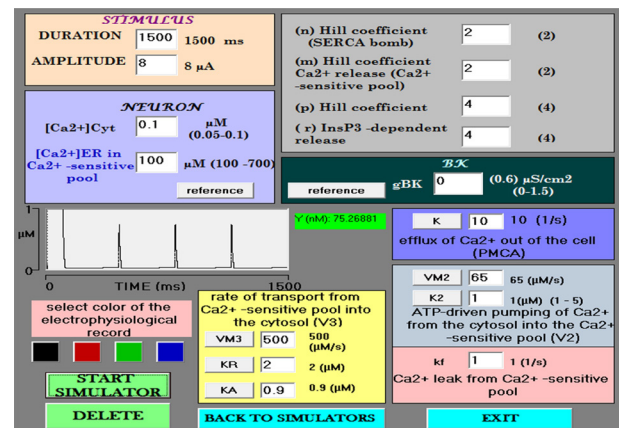 STIMULUS
DURATION 1500 1500 ms
AMPLITUDE 8 8 µA
NEURON
[Ca2+]Cyt 0.1 µM (0.05-0.1)
[Ca2+]ER in Ca2+ -sensitive pool 100 µM (100 -700)
reference
(n) Hill coefficient (SERCA bomb) 2 (2)
(m) Hill coefficient Ca2+ release (Ca2+ -sensitive pool) 2 (2)
(p) Hill coefficient 4 (4)
( r) InsP3 -dependent release 4 (4)
BK
reference gBK 0 (0.6) µS/cm2 (0-1.5)
1
µM
0
0 TIME (ms) 1500
Y (nM): 75.26881
K 10 10 (1/s)
efflux of Ca2+ out of the cell
(PMCA)
VM2 65 65 (µM/s)
K2 1 1(µM) (1 - 5)
ATP-driven pumping of Ca2+
from the cytosol into the Ca2+
-sensitive pool (V2)
kf 1 1 (1/s)
Ca2+ leak from Ca2+ -sensitive
pool
select color of the
electrophysiological
record
rate of transport from
Ca2+ -sensitive pool into
the cytosol (V3)
VM3 500 500 (µM/s)
KR 2 2 (µM)
KA 0.9 0.9 (µM)
START
SIMULATOR
DELETE
BACK TO SIMULATORS
EXIT